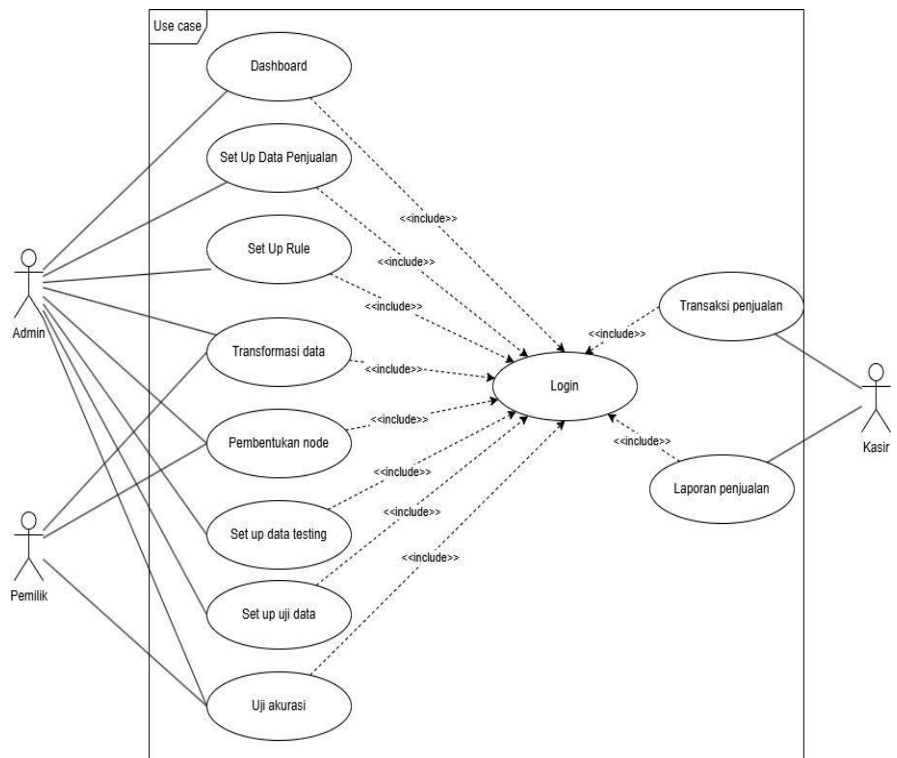 Use case
Dashboard
Set Up Data Penjualan
<<include>>
Set Up Rule
<<include>>
Admin
<<include>>
Transaksi penjualan
<<include>>
Transformasi data
<<include>>
Login
Pembentukan node
<<include>>
Kasir
<<include>>
<<include>>
Laporan penjualan
Set up data testing
<<include>>
<<include>>
Pemilik
Set up uji data
Uji akurasi